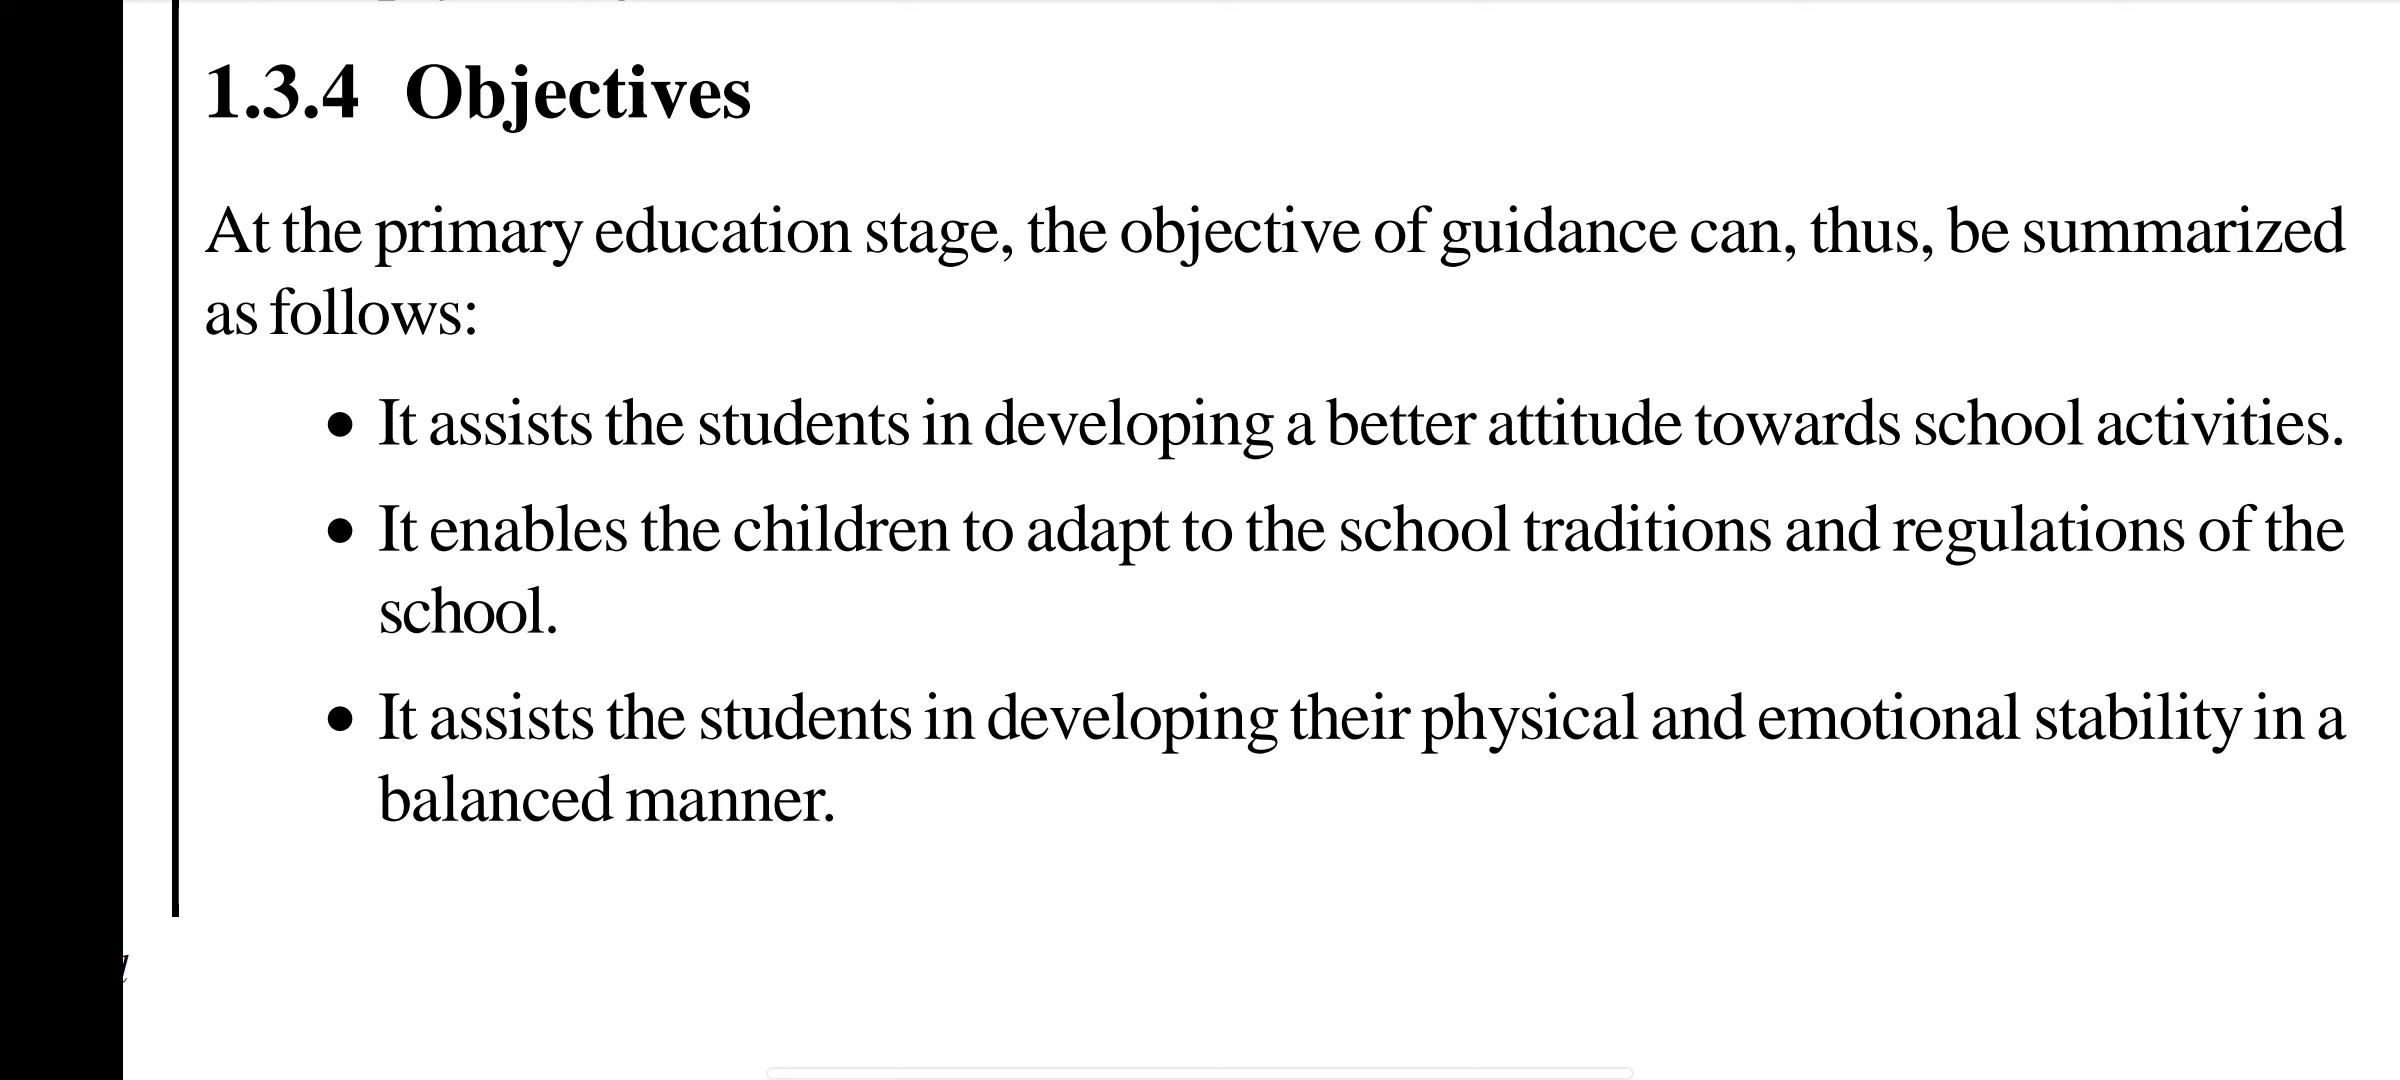 1.3.4 Objectives
At the primary education stage, the objective of guidance can, thus, be summarized
as follows:
• It assists the students in developing a better attitude towards school activities.
• It enables the children to adapt to the school traditions and regulations of the
school.
• It assists the students in developing their physical and emotional stability in a
balanced manner.